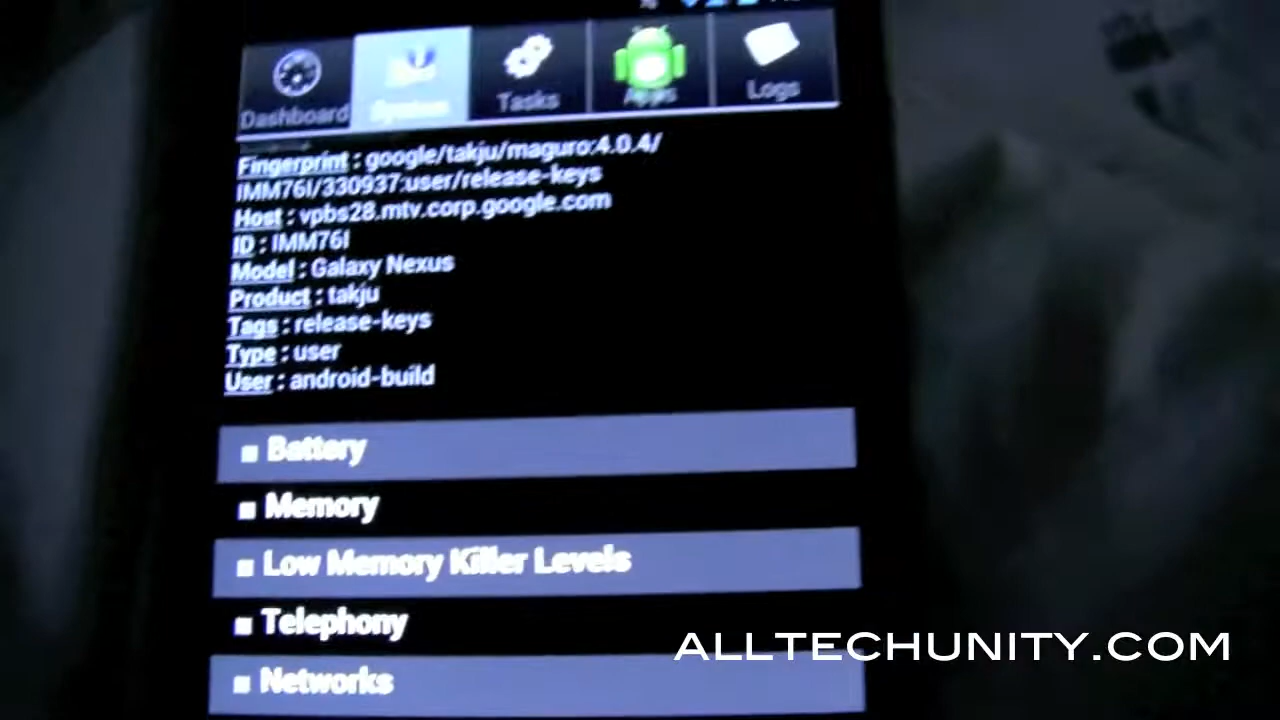 Dashboard System Tasks Apps Logs
Fingerprint : google/takju/maguro:4.0.4/
IMM76I/330937:user/release-keys
Host : vpbs28.mtv.corp.google.com
ID : IMM76I
Model : Galaxy Nexus
Product : takju
Tags : release-keys
Type : user
User : android-build
Battery
Memory
Low Memory Killer Levels
Telephony
Networks
ALLTECHUNITY.COM